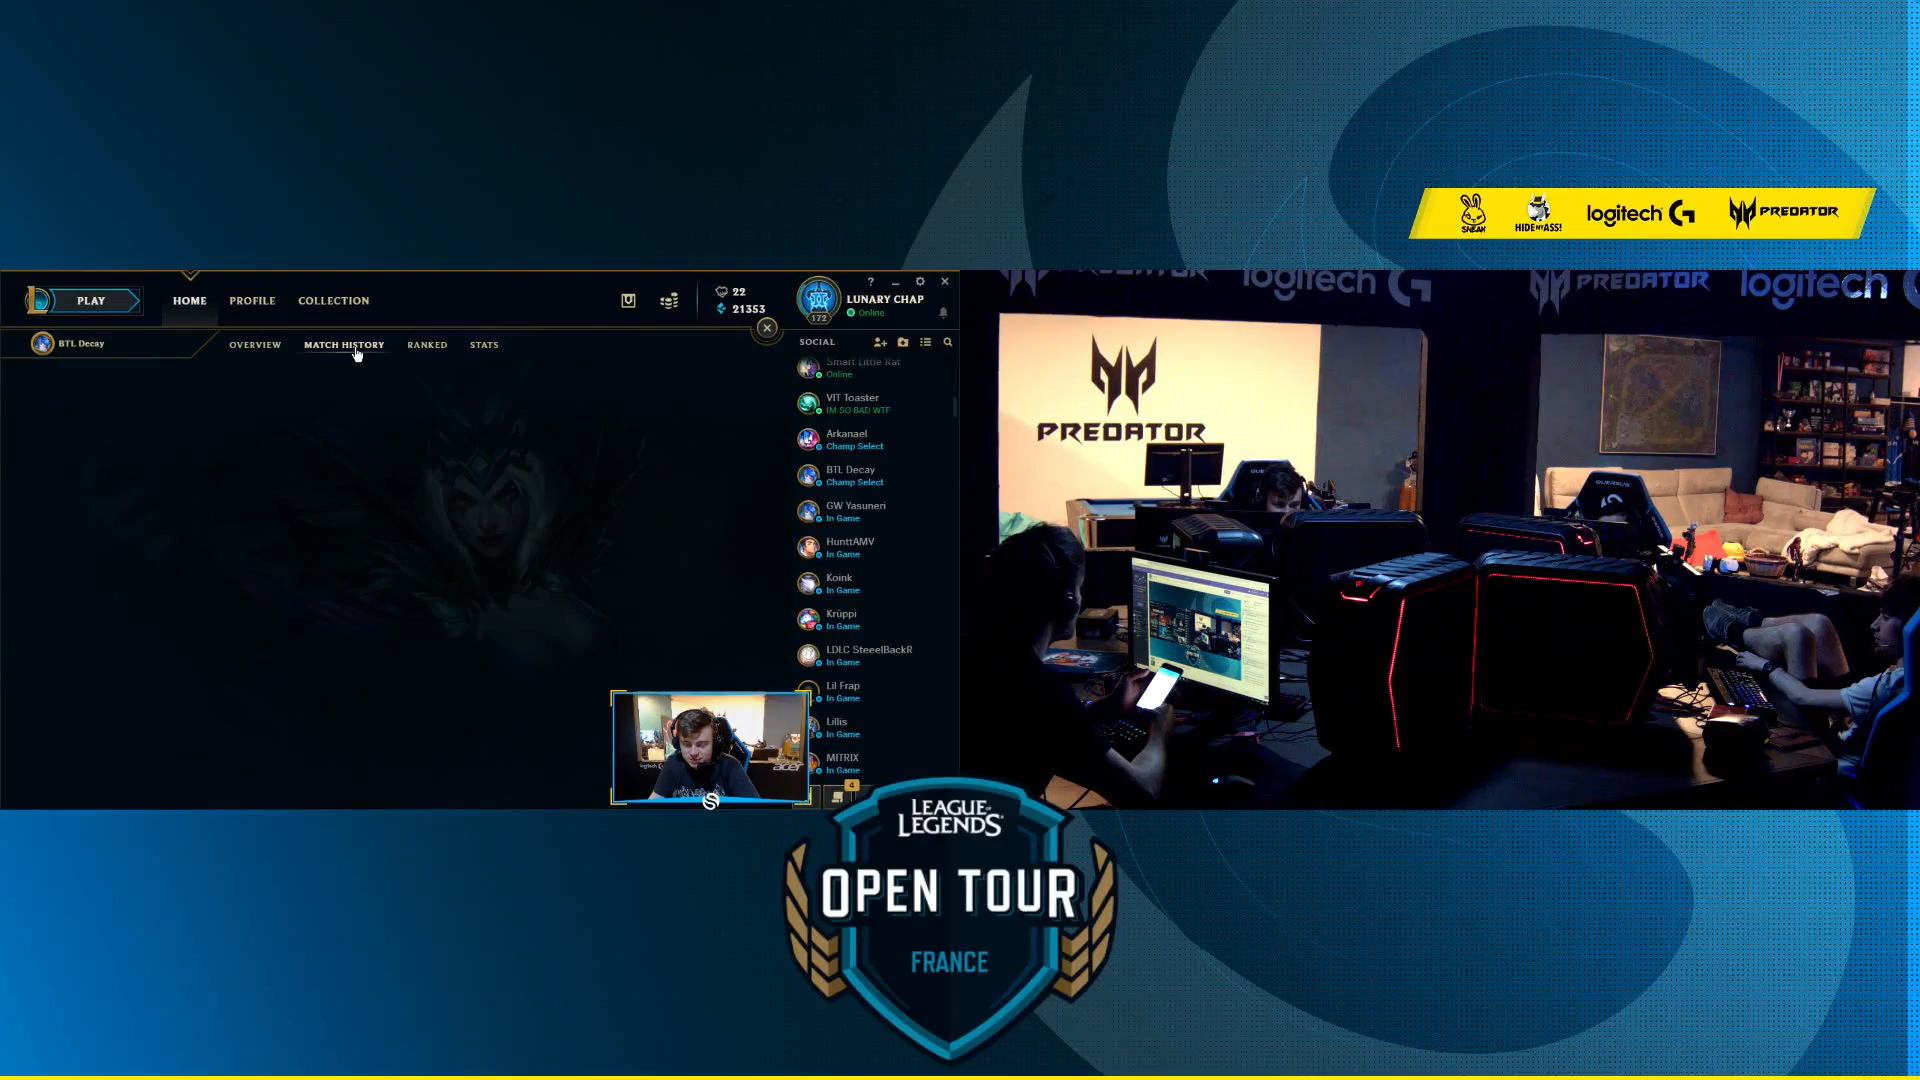 SNEAK
HIDE MY ASS!
logitech G
PREDATOR
PLAY
HOME
PROFILE
COLLECTION
22
21353
172
LUNARY CHAP
Online
BTL Decay
OVERVIEW
MATCH HISTORY
RANKED
STATS
SOCIAL
Smart Little Rat
Online
VIT Toaster
IM SO BAD WTF
Arkanael
Champ Select
BTL Decay
Champ Select
GW Yasuneri
In Game
HunttAMV
In Game
Koink
In Game
Krüppi
In Game
LDLC SteeelBackR
In Game
Lil Frap
In Game
Lillis
In Game
MITRIX
In Game
4
logitech
acer
PREDATOR
logitech
PREDATOR
logitech
PREDATOR
QUERSUS
LEAGUE OF
LEGENDS
OPEN TOUR
FRANCE